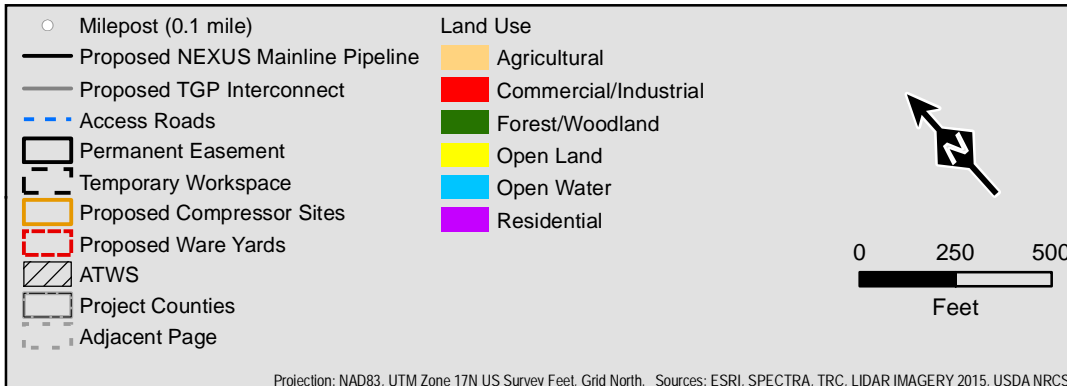 Milepost (0.1 mile)
Proposed NEXUS Mainline Pipeline
Proposed TGP Interconnect
Access Roads
Permanent Easement
Temporary Workspace
Proposed Compressor Sites
Proposed Ware Yards
ATWS
Project Counties
Adjacent Page
Land Use
Agricultural
Commercial/Industrial
Forest/Woodland
Open Land
Open Water
Residential
N
0 250 500
Feet
Projection: NAD83, UTM Zone 17N US Survey Feet, Grid North, Sources: ESRI, SPECTRA, TRC, LIDAR IMAGERY 2015, USDA NRCS